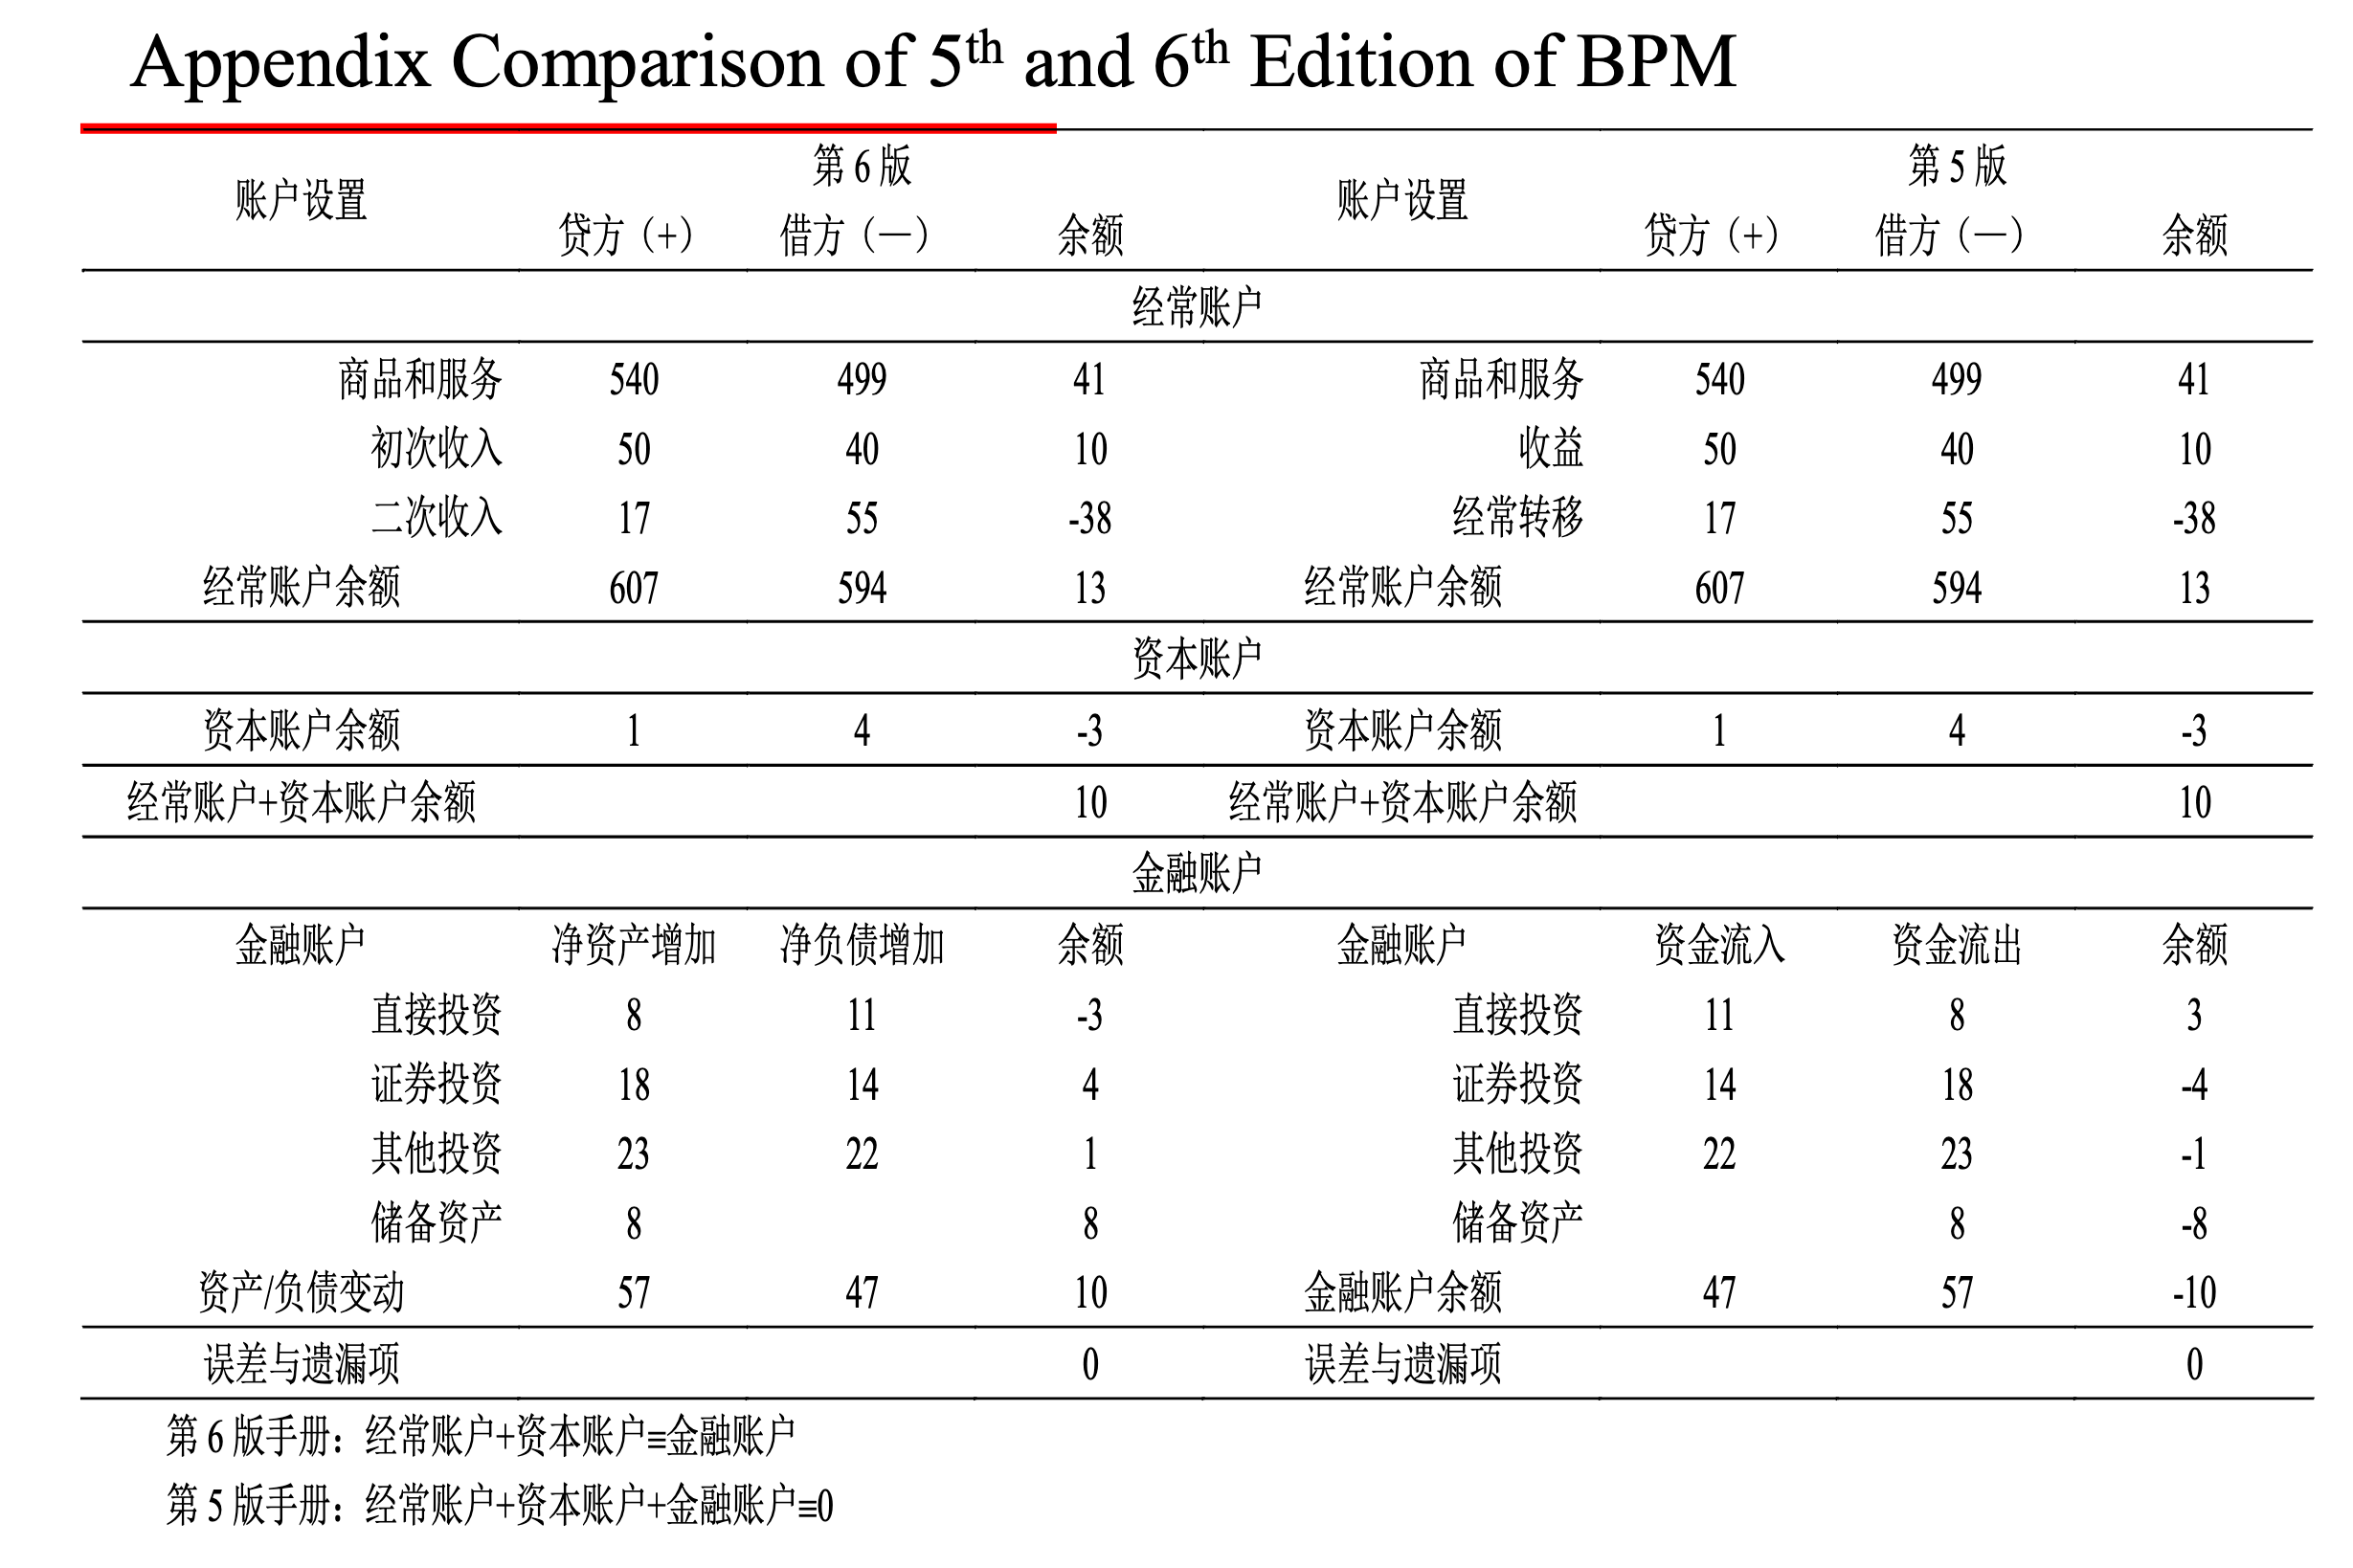 Appendix Comparison of 5th and 6th Edition of BPM
账户设置 第 6 版 账户设置 第 5 版
贷方（+） 借方（—） 余额 贷方（+） 借方（—） 余额
经常账户
商品和服务 540 499 41 商品和服务 540 499 41
初次收入 50 40 10 收益 50 40 10
二次收入 17 55 -38 经常转移 17 55 -38
经常账户余额 607 594 13 经常账户余额 607 594 13
资本账户
资本账户余额 1 4 -3 资本账户余额 1 4 -3
经常账户+资本账户余额 10 经常账户+资本账户余额 10
金融账户
金融账户 净资产增加 净负债增加 余额 金融账户 资金流入 资金流出 余额
直接投资 8 11 -3 直接投资 11 8 3
证券投资 18 14 4 证券投资 14 18 -4
其他投资 23 22 1 其他投资 22 23 -1
储备资产 8 8 储备资产 8 -8
资产/负债变动 57 47 10 金融账户余额 47 57 -10
误差与遗漏项 0 误差与遗漏项 0
第 6 版手册：经常账户+资本账户≡金融账户
第 5 版手册：经常账户+资本账户+金融账户≡0